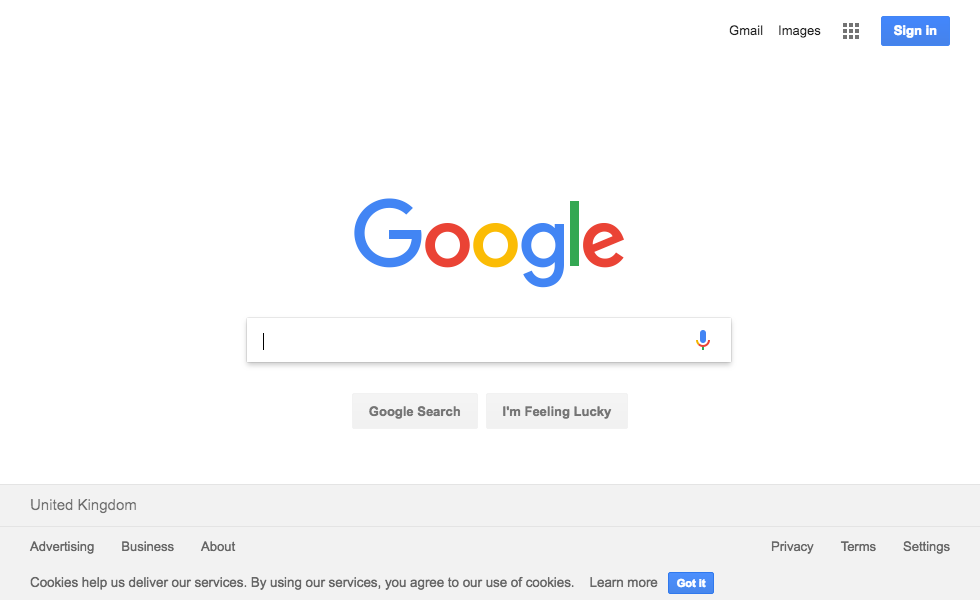 Gmail Images Sign in
Google
Google Search I'm Feeling Lucky
United Kingdom
Advertising Business About Privacy Terms Settings
Cookies help us deliver our services. By using our services, you agree to our use of cookies. Learn more Got it